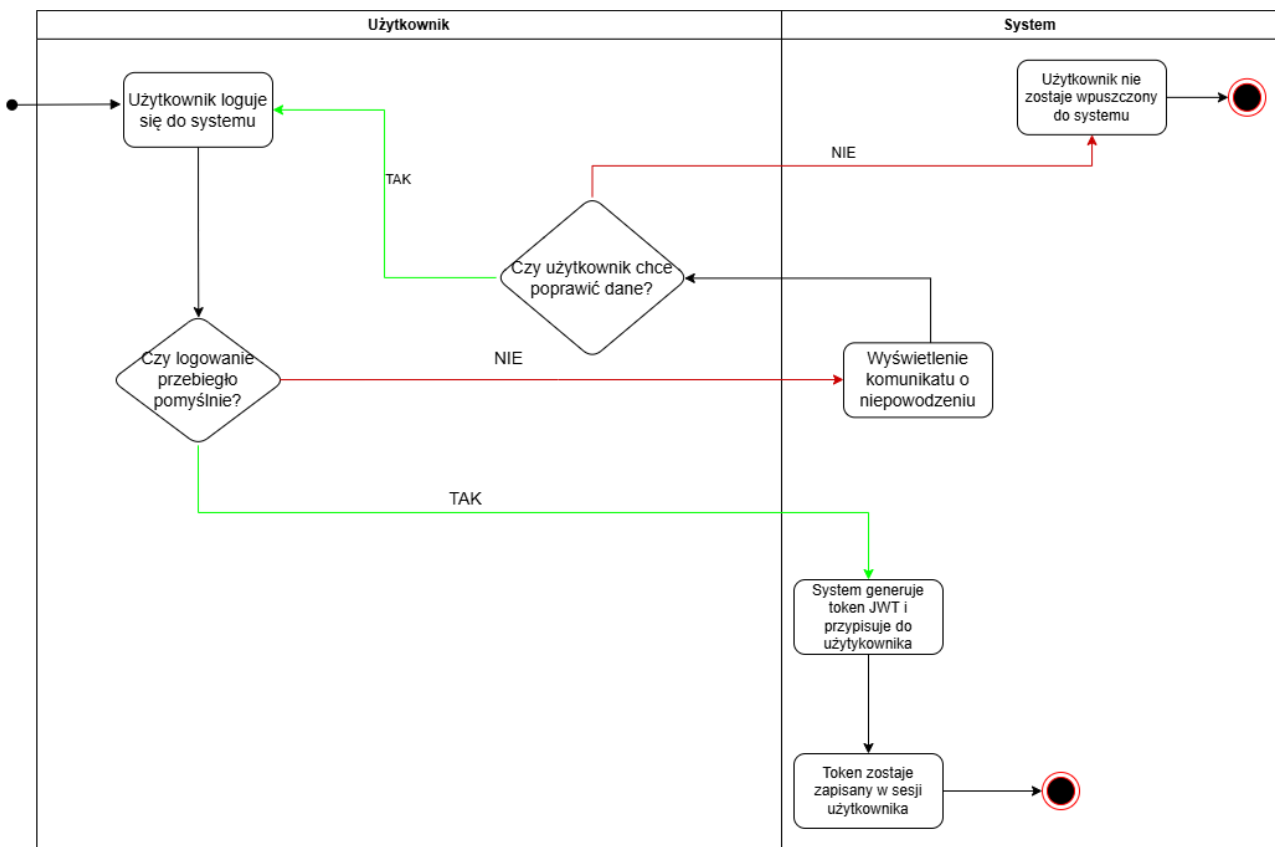 Użytkownik
System
Użytkownik loguje
się do systemu
Użytkownik nie
zostaje wpuszczony
do systemu
NIE
TAK
Czy użytkownik chce
poprawić dane?
Czy logowanie
przebiegło
pomyślnie?
NIE
Wyświetlenie
komunikatu o
niepowodzeniu
TAK
System generuje
token JWT i
przypisuje do
użytykownika
Token zostaje
zapisany w sesji
użytkownika